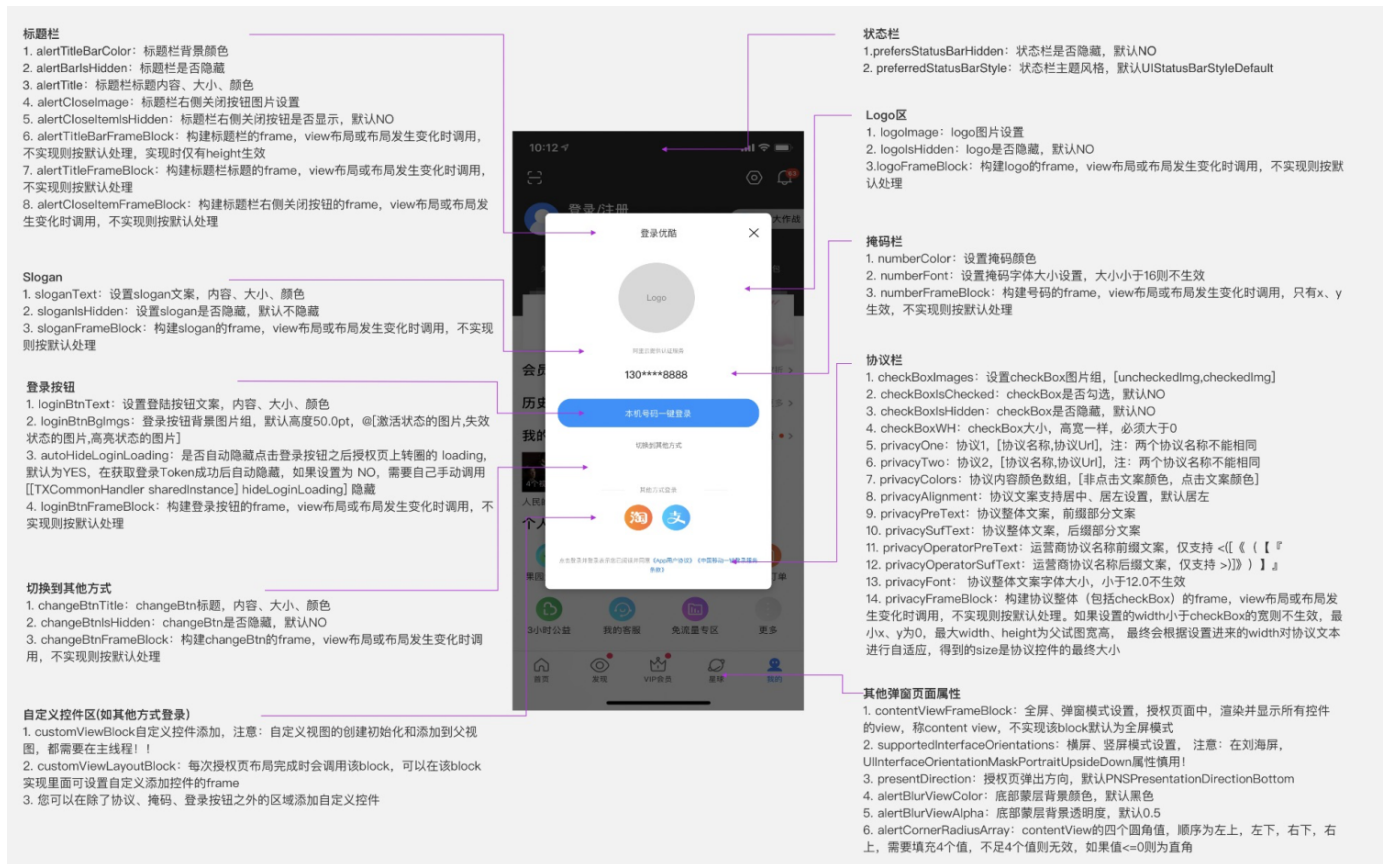 标题栏
1. alertTitleBarColor：标题栏背景颜色
2. alertBarIsHidden：标题栏是否隐藏
3. alertTitle：标题栏标题内容、大小、颜色
4. alertCloseImage：标题栏右侧关闭按钮图片设置
5. alertCloseItemIsHidden：标题栏右侧关闭按钮是否显示，默认NO
6. alertTitleBarFrameBlock：构建标题栏的frame，view布局或布局发生变化时调用，
不实现则按默认处理，实现时仅有height生效
7. alertTitleFrameBlock：构建标题栏标题的frame，view布局或布局发生变化时调用，
不实现则按默认处理
8. alertCloseItemFrameBlock：构建标题栏右侧关闭按钮的frame，view布局或布局发
生变化时调用，不实现则按默认处理
Slogan
1. sloganText：设置slogan文案，内容、大小、颜色
2. sloganIsHidden：设置slogan是否隐藏，默认不隐藏
3. sloganFrameBlock：构建slogan的frame，view布局或布局发生变化时调用，不实现
则按默认处理
登录按钮
1. loginBtnText：设置登陆按钮文案，内容、大小、颜色
2. loginBtnBgImgs：登录按钮背景图片组，默认高度50.0pt，@[激活状态的图片,失效
状态的图片,高亮状态的图片]
3. autoHideLoginLoading：是否自动隐藏点击登录按钮之后授权页上转圈的 loading,
默认为YES，在获取登录Token成功后自动隐藏，如果设置为 NO，需要自己手动调用
[[TXCommonHandler sharedInstance] hideLoginLoading] 隐藏
4. loginBtnFrameBlock：构建登录按钮的frame，view布局或布局发生变化时调用，不
实现则按默认处理
切换到其他方式
1. changeBtnTitle：changeBtn标题，内容、大小、颜色
2. changeBtnIsHidden：changeBtn是否隐藏，默认NO
3. changeBtnFrameBlock：构建changeBtn的frame，view布局或布局发生变化时调
用，不实现则按默认处理
自定义控件区(如其他方式登录)
1. customViewBlock自定义控件添加，注意：自定义视图的创建初始化和添加到父视
图，都需要在主线程！！
2. customViewLayoutBlock：每次授权页布局完成时会调用该block，可以在该block
实现里面可设置自定义添加控件的frame
3. 您可以在除了协议、掩码、登录按钮之外的区域添加自定义控件
10:12
登录/注册
大作战
登录优酷
Logo
阿里云提供认证服务
会员
130****8888
历史
本机号码一键登录
我的
切换到其他方式
人民的
其他方式登录
个人
淘
支
果园
订单
3小时公益
我的客服
免流量专区
更多
首页
发现
VIP会员
星球
我的
状态栏
1.prefersStatusBarHidden：状态栏是否隐藏，默认NO
2. preferredStatusBarStyle：状态栏主题风格，默认UIStatusBarStyleDefault
Logo区
1. logoImage：logo图片设置
2. logoIsHidden：logo是否隐藏，默认NO
3.logoFrameBlock：构建logo的frame，view布局或布局发生变化时调用，不实现则按默
认处理
掩码栏
1. numberColor：设置掩码颜色
2. numberFont：设置掩码字体大小设置，大小小于16则不生效
3. numberFrameBlock：构建号码的frame，view布局或布局发生变化时调用，只有x、y
生效，不实现则按默认处理
协议栏
1. checkBoxImages：设置checkBox图片组，[uncheckedImg,checkedImg]
2. checkBoxIsChecked：checkBox是否勾选，默认NO
3. checkBoxIsHidden：checkBox是否隐藏，默认NO
4. checkBoxWH：checkBox大小，高宽一样，必须大于0
5. privacyOne：协议1，[协议名称,协议Url]，注：两个协议名称不能相同
6. privacyTwo：协议2，[协议名称,协议Url]，注：两个协议名称不能相同
7. privacyColors：协议内容颜色数组，[非点击文案颜色，点击文案颜色]
8. privacyAlignment：协议文案支持居中、居左设置，默认居左
9. privacyPreText：协议整体文案，前缀部分文案
10. privacySufText：协议整体文案，后缀部分文案
11. privacyOperatorPreText：运营商协议名称前缀文案，仅支持 <([《（【『
12. privacyOperatorSufText：运营商协议名称后缀文案，仅支持 >)]》）】』
13. privacyFont： 协议整体文案字体大小，小于12.0不生效
14. privacyFrameBlock：构建协议整体（包括checkBox）的frame，view布局或布局发
生变化时调用，不实现则按默认处理。如果设置的width小于checkBox的宽则不生效，最
小x、y为0，最大width、height为父试图宽高， 最终会根据设置进来的width对协议文本
进行自适应，得到的size是协议控件的最终大小
其他弹窗页面属性
1. contentViewFrameBlock：全屏、弹窗模式设置，授权页面中，渲染并显示所有控件
的view，称content view，不实现该block默认为全屏模式
2. supportedInterfaceOrientations：横屏、竖屏模式设置， 注意：在刘海屏，
UIInterfaceOrientationMaskPortraitUpsideDown属性慎用！
3. presentDirection：授权页弹出方向，默认PNSPresentationDirectionBottom
4. alertBlurViewColor：底部蒙层背景颜色，默认黑色
5. alertBlurViewAlpha：底部蒙层背景透明度，默认0.5
6. alertCornerRadiusArray：contentView的四个圆角值，顺序为左上，左下，右下，右
上，需要填充4个值，不足4个值则无效，如果值<=0则为直角